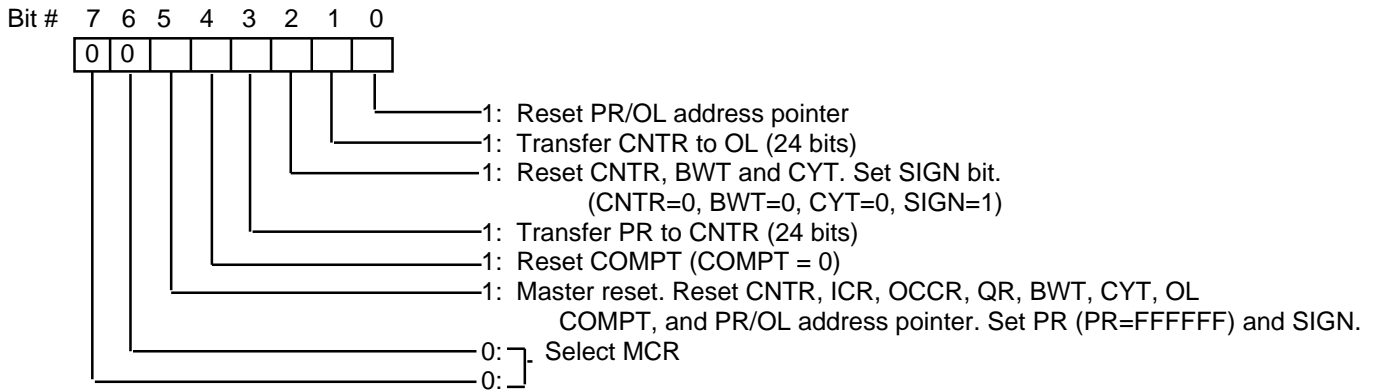 Bit # 7 6 5 4 3 2 1 0
0 0
1: Reset PR/OL address pointer
1: Transfer CNTR to OL (24 bits)
1: Reset CNTR, BWT and CYT. Set SIGN bit.
(CNTR=0, BWT=0, CYT=0, SIGN=1)
1: Transfer PR to CNTR (24 bits)
1: Reset COMPT (COMPT = 0)
1: Master reset. Reset CNTR, ICR, OCCR, QR, BWT, CYT, OL
COMPT, and PR/OL address pointer. Set PR (PR=FFFFFF) and SIGN.
0: Select MCR
0: